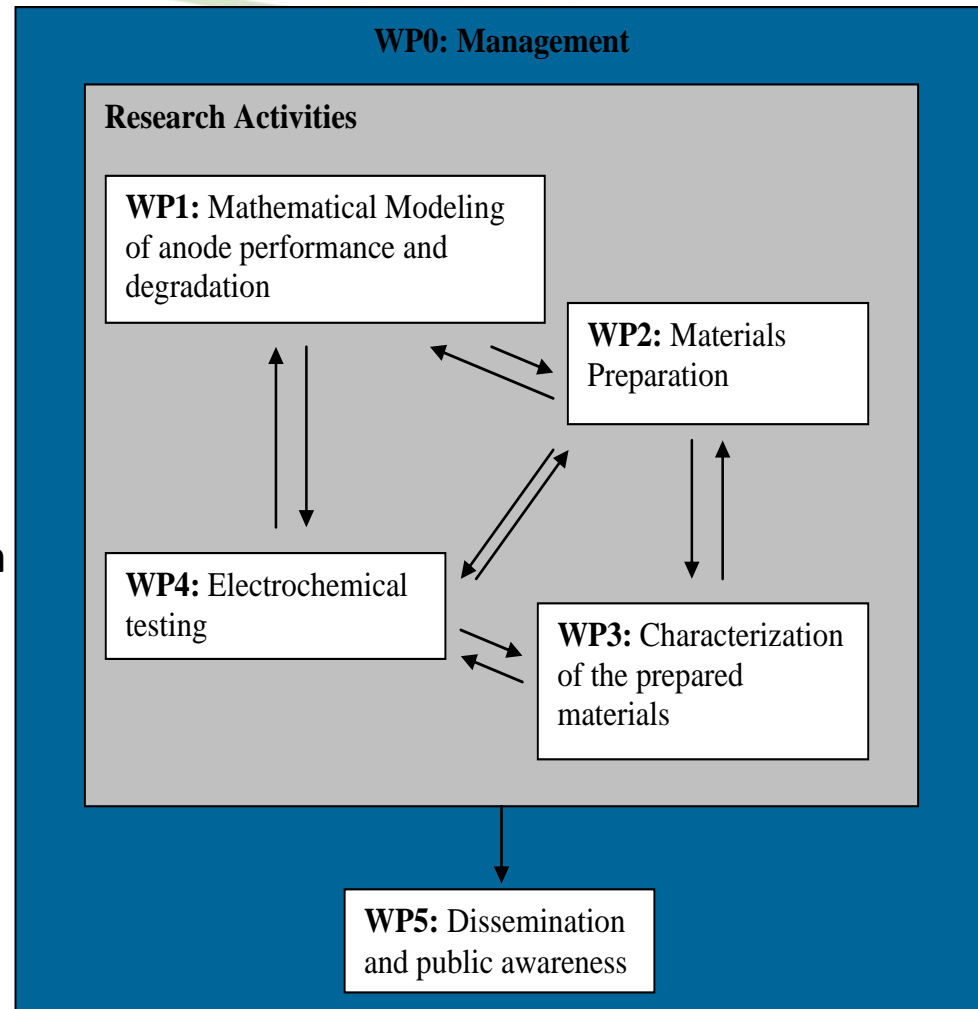 WP0: Management
Research Activities
WP1: Mathematical Modeling
of anode performance and
degradation
WP2: Materials
Preparation
n
WP4: Electrochemical
testing
WP3: Characterization
of the prepared
materials
WP5: Dissemination
and public awareness